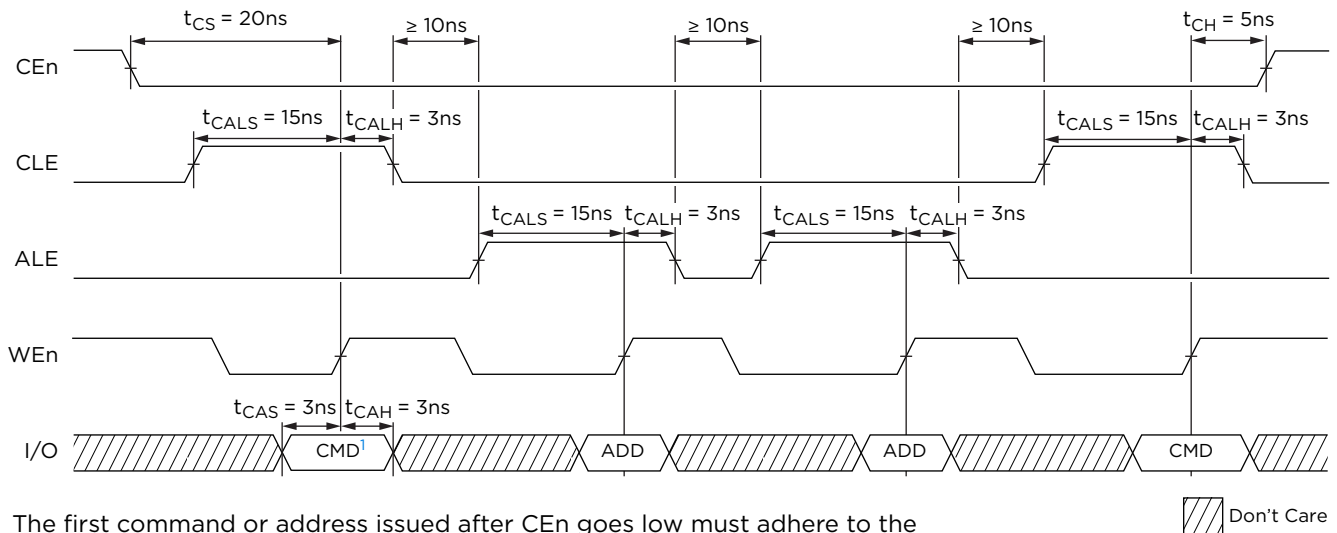 tCS = 20ns
≥ 10ns
≥ 10ns
≥ 10ns
tCH = 5ns
CEn
tCALS = 15ns
tCALH = 3ns
tCALS = 15ns
tCALH = 3ns
CLE
tCALS = 15ns
tCALH = 3ns
tCALS = 15ns
tCALH = 3ns
ALE
WEn
tCAS = 3ns
tCAH = 3ns
I/O
CMD1
ADD
ADD
CMD
The first command or address issued after CEn goes low must adhere to the
Don't Care